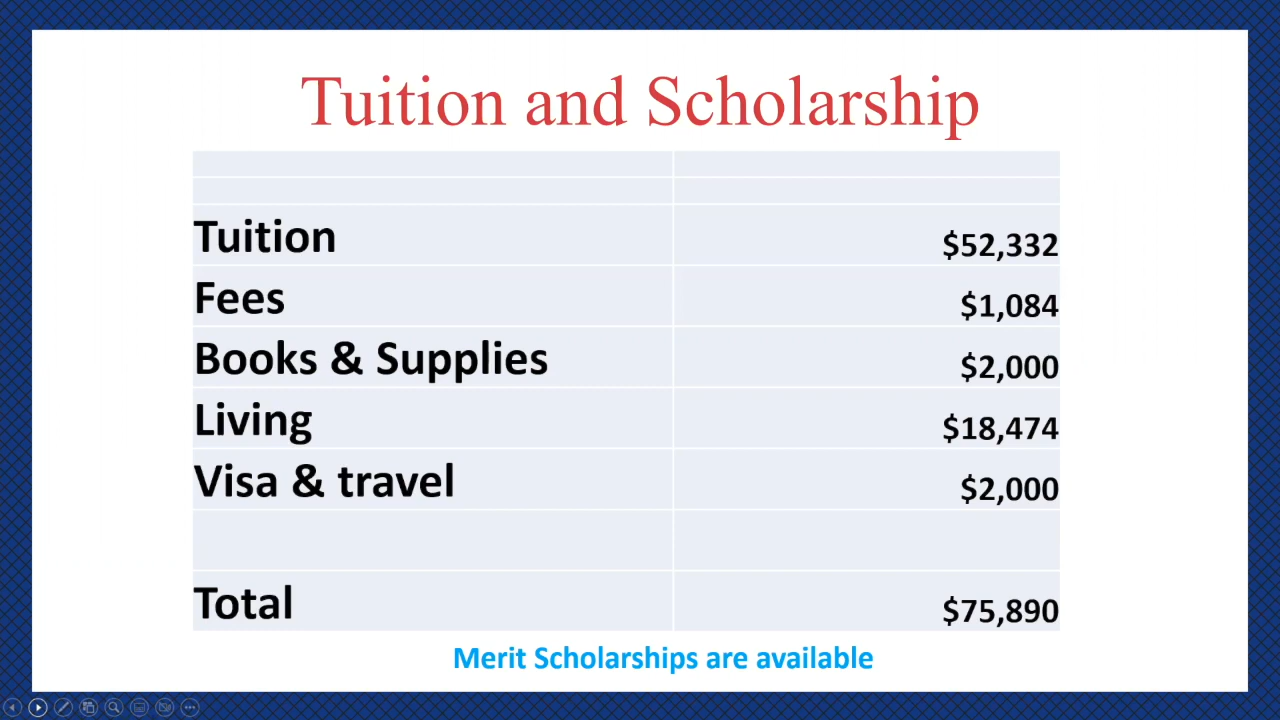 Tuition and Scholarship
Tuition $52,332
Fees $1,084
Books & Supplies $2,000
Living $18,474
Visa & travel $2,000
Total $75,890
Merit Scholarships are available